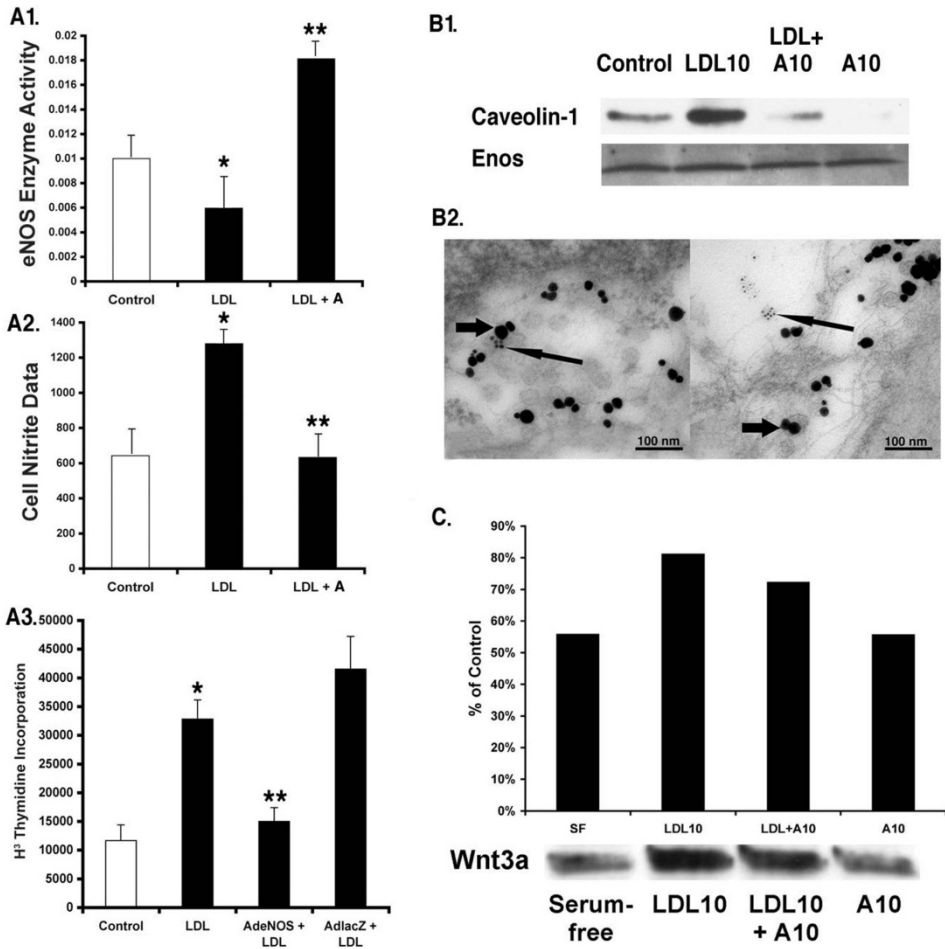 A1.
eNOS Enzyme Activity
0.02
0.018
0.016
0.014
0.012
0.01
0.008
0.006
0.004
0.002
0
*
**
Control LDL LDL + A
A2.
Cell Nitrite Data
1400
1200
1000
800
600
400
200
0
*
**
Control LDL LDL + A
A3.
H³ Thymidine Incorporation
50000
45000
40000
35000
30000
25000
20000
15000
10000
5000
0
*
**
Control LDL AdeNOS + LDL AdlacZ + LDL
B1.
Control LDL10 LDL+ A10 A10
Caveolin-1
Enos
B2.
100 nm 100 nm
C.
% of Control
90%
80%
70%
60%
50%
40%
30%
20%
10%
0%
SF LDL10 LDL+A10 A10
Wnt3a
Serum-free LDL10 LDL10 + A10 A10